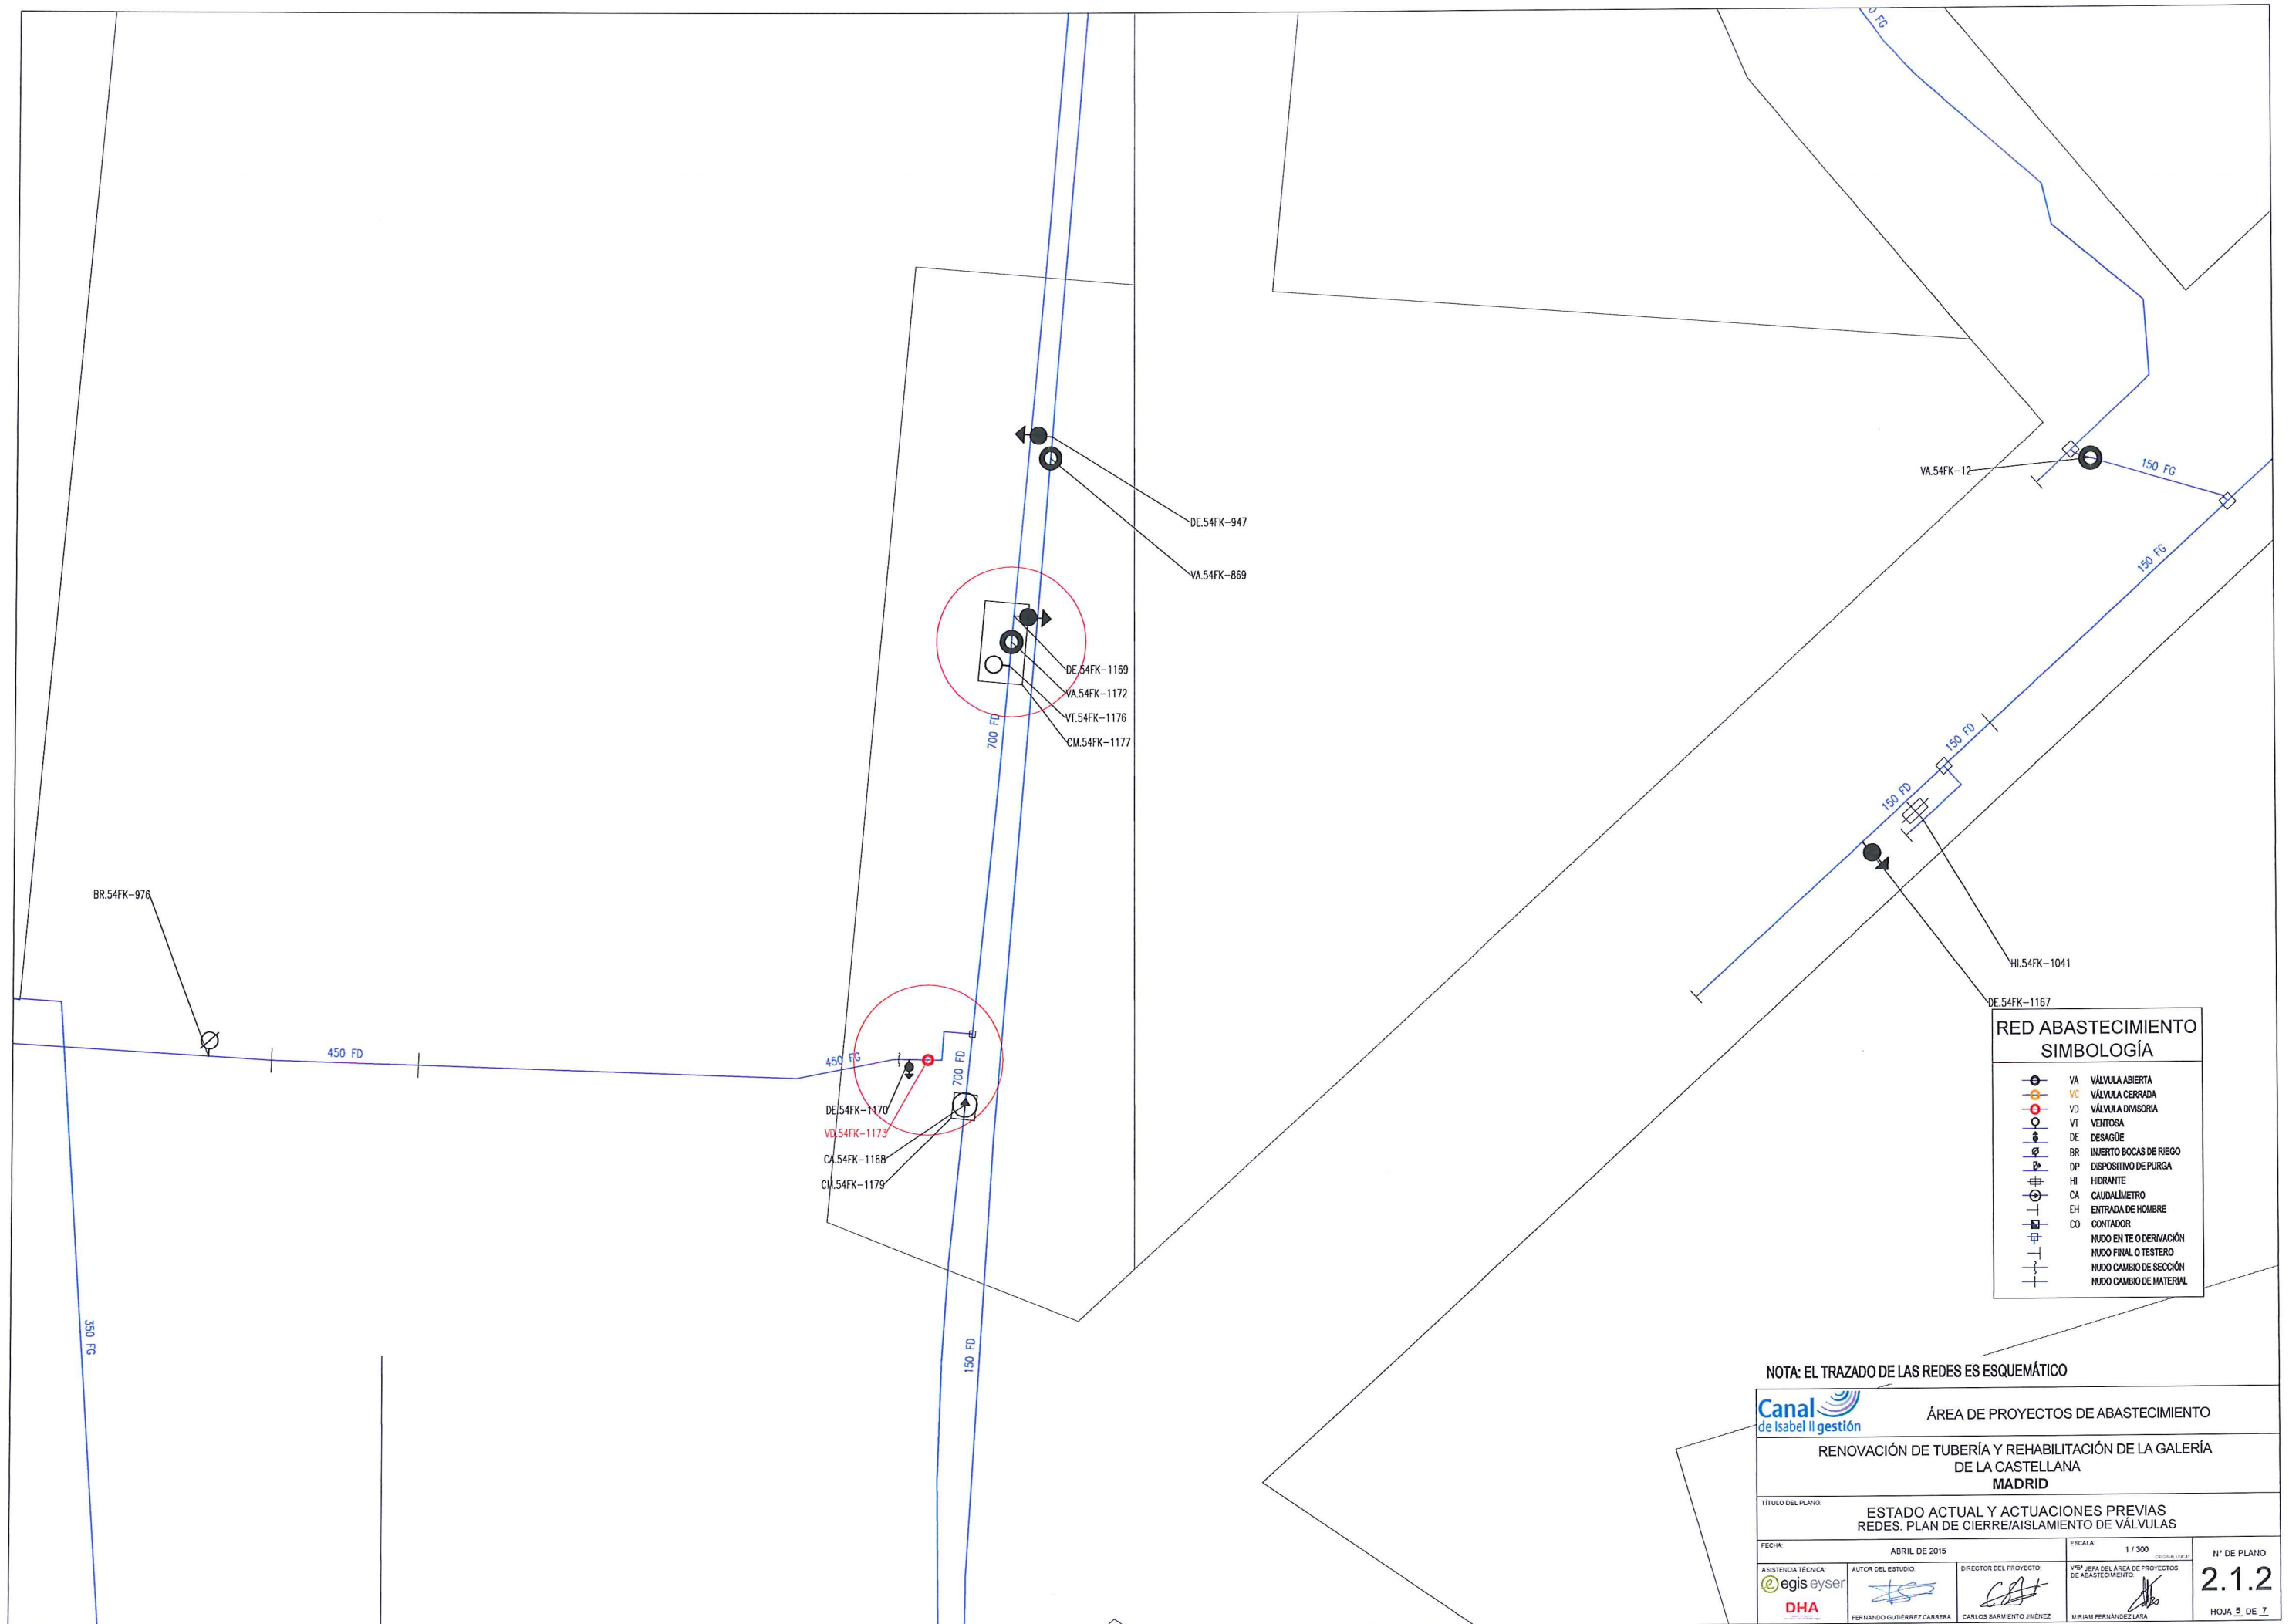 FG
VA.54FK-12
150 FG
DE.54FK-947
VA.54FK-869
150 FG
DE.54FK-1169
VA.54FK-1172
VT.54FK-1176
CM.54FK-1177
700 FD
150 FD
150 FD
BR.54FK-976
HI.54FK-1041
DE.54FK-1167
450 FD
450 FG
700 FD
DE.54FK-1170
VD.54FK-1173
CA.54FK-1168
CM.54FK-1179
350 FG
150 FD
RED ABASTECIMIENTO
SIMBOLOGÍA
VA VÁLVULA ABIERTA
VC VÁLVULA CERRADA
VD VÁLVULA DIVISORIA
VT VENTOSA
DE DESAGÜE
BR INJERTO BOCAS DE RIEGO
DP DISPOSITIVO DE PURGA
HI HIDRANTE
CA CAUDALÍMETRO
EH ENTRADA DE HOMBRE
CO CONTADOR
NUDO EN TE O DERIVACIÓN
NUDO FINAL O TESTERO
NUDO CAMBIO DE SECCIÓN
NUDO CAMBIO DE MATERIAL
NOTA: EL TRAZADO DE LAS REDES ES ESQUEMÁTICO
Canal
de Isabel II gestión
ÁREA DE PROYECTOS DE ABASTECIMIENTO
RENOVACIÓN DE TUBERÍA Y REHABILITACIÓN DE LA GALERÍA
DE LA CASTELLANA
MADRID
TÍTULO DEL PLANO:
ESTADO ACTUAL Y ACTUACIONES PREVIAS
REDES. PLAN DE CIERRE/AISLAMIENTO DE VÁLVULAS
FECHA:
ABRIL DE 2015
ESCALA:
1 / 300
Nº DE PLANO
2.1.2
HOJA 5 DE 7
ASISTENCIA TÉCNICA:
egis eyser
DHA
AUTOR DEL ESTUDIO
FERNANDO GUTIÉRREZ CARRERA
DIRECTOR DEL PROYECTO
CARLOS SARMIENTO JIMÉNEZ
VºBº JEFA DEL ÁREA DE PROYECTOS
DE ABASTECIMIENTO:
MIRIAM FERNÁNDEZ LARA